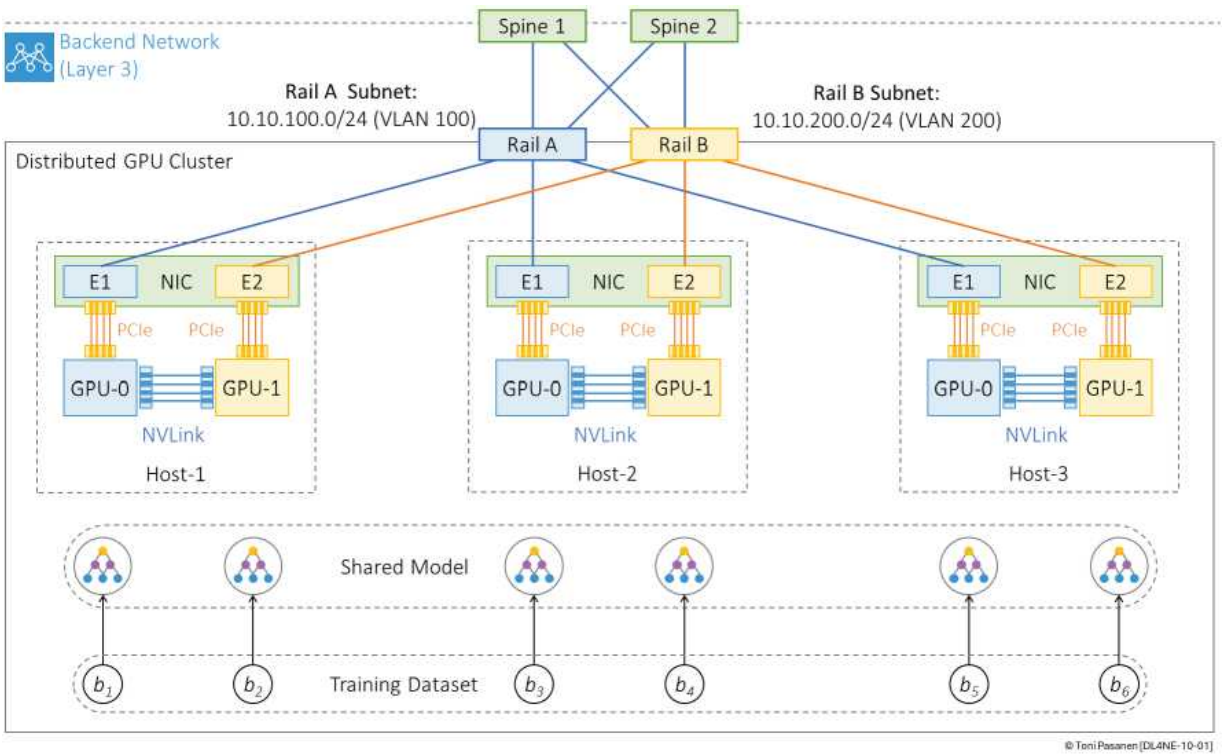 Spine 1
Spine 2
Backend Network
(Layer 3)
Rail A Subnet:
10.10.100.0/24 (VLAN 100)
Rail B Subnet:
10.10.200.0/24 (VLAN 200)
Rail A
Rail B
Distributed GPU Cluster
E1
NIC
E2
E1
NIC
E2
E1
NIC
E2
PCIe
PCIe
PCIe
PCIe
PCIe
PCIe
GPU-0
GPU-1
GPU-0
GPU-1
GPU-0
GPU-1
NVLink
NVLink
NVLink
Host-1
Host-2
Host-3
Shared Model
b1
b2
Training Dataset
b3
b4
b5
b6
© Toni Pasanen [DL4NE-10-01]